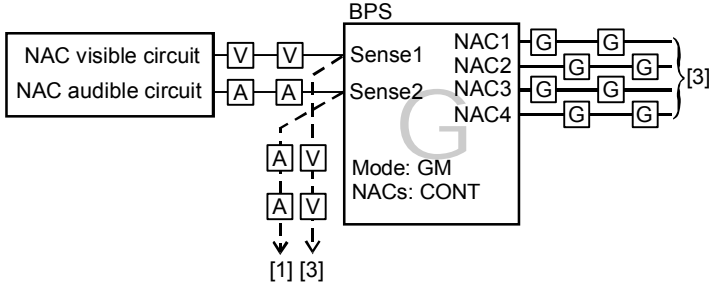 BPS
NAC visible circuit V V Sense1 NAC1 G G
NAC2 G G
NAC audible circuit A A Sense2 NAC3 G G
NAC4 G G
[3]
G
A V
Mode: GM
A V
NACs: CONT
[1] [3]